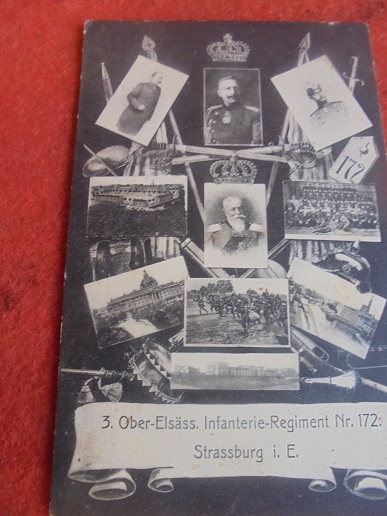 172
3. Ober-Elsäss. Infanterie-Regiment Nr. 172.
Strassburg i. E.